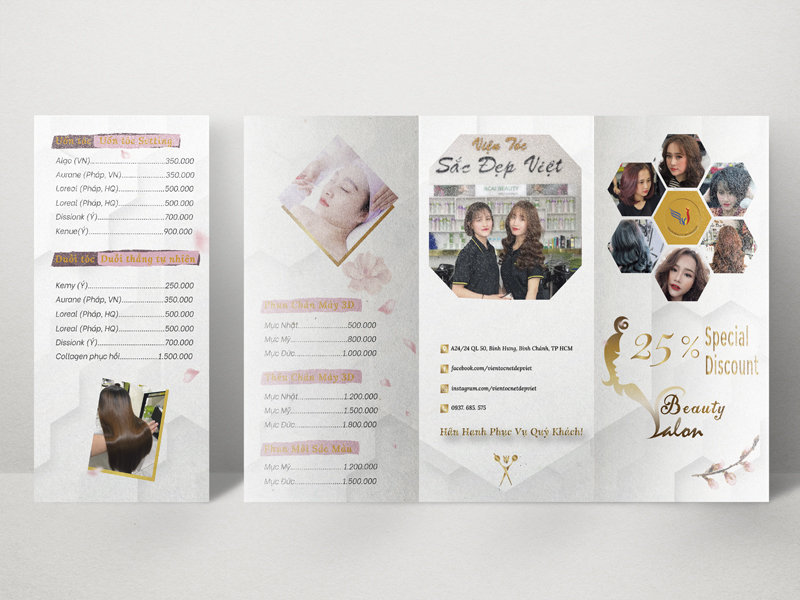 Uốn tóc Uốn tóc Setting
Aigo (VN)........350.000
Aurane (Pháp, VN)........350.000
Loreal (Pháp, HQ)........500.000
Loreal (Pháp, HQ)........500.000
Dissionk (Ý)........700.000
Kenue(Ý)........900.000
Duỗi tóc Duỗi thẳng tự nhiên
Kemy (Ý)........250.000
Aurane (Pháp, VN)........350.000
Loreal (Pháp, HQ)........500.000
Loreal (Pháp, HQ)........500.000
Dissionk (Ý)........700.000
Collagen phục hồi........1.500.000
Phun Chân Mày 3D
Mực Nhật........500.000
Mực Mỹ........800.000
Mực Đức........1.000.000
Thêu Chân Mày 3D
Mực Nhật........1.200.000
Mực Mỹ........1.500.000
Mực Đức........1.800.000
Phun Môi Sắc Màu
Mực Mỹ........1.200.000
Mực Đức........1.500.000
Viện Tóc
Sắc Đẹp Việt
ACAI BEAUTY
A24/24 QL 50, Bình Hưng, Bình Chánh, TP HCM
facebook.com/vientocnetdepviet
instagram.com/vientocnetdepviet
0937. 685. 575
Hân Hạnh Phục Vụ Quý Khách!
25 % Special
Discount
Beauty
Salon